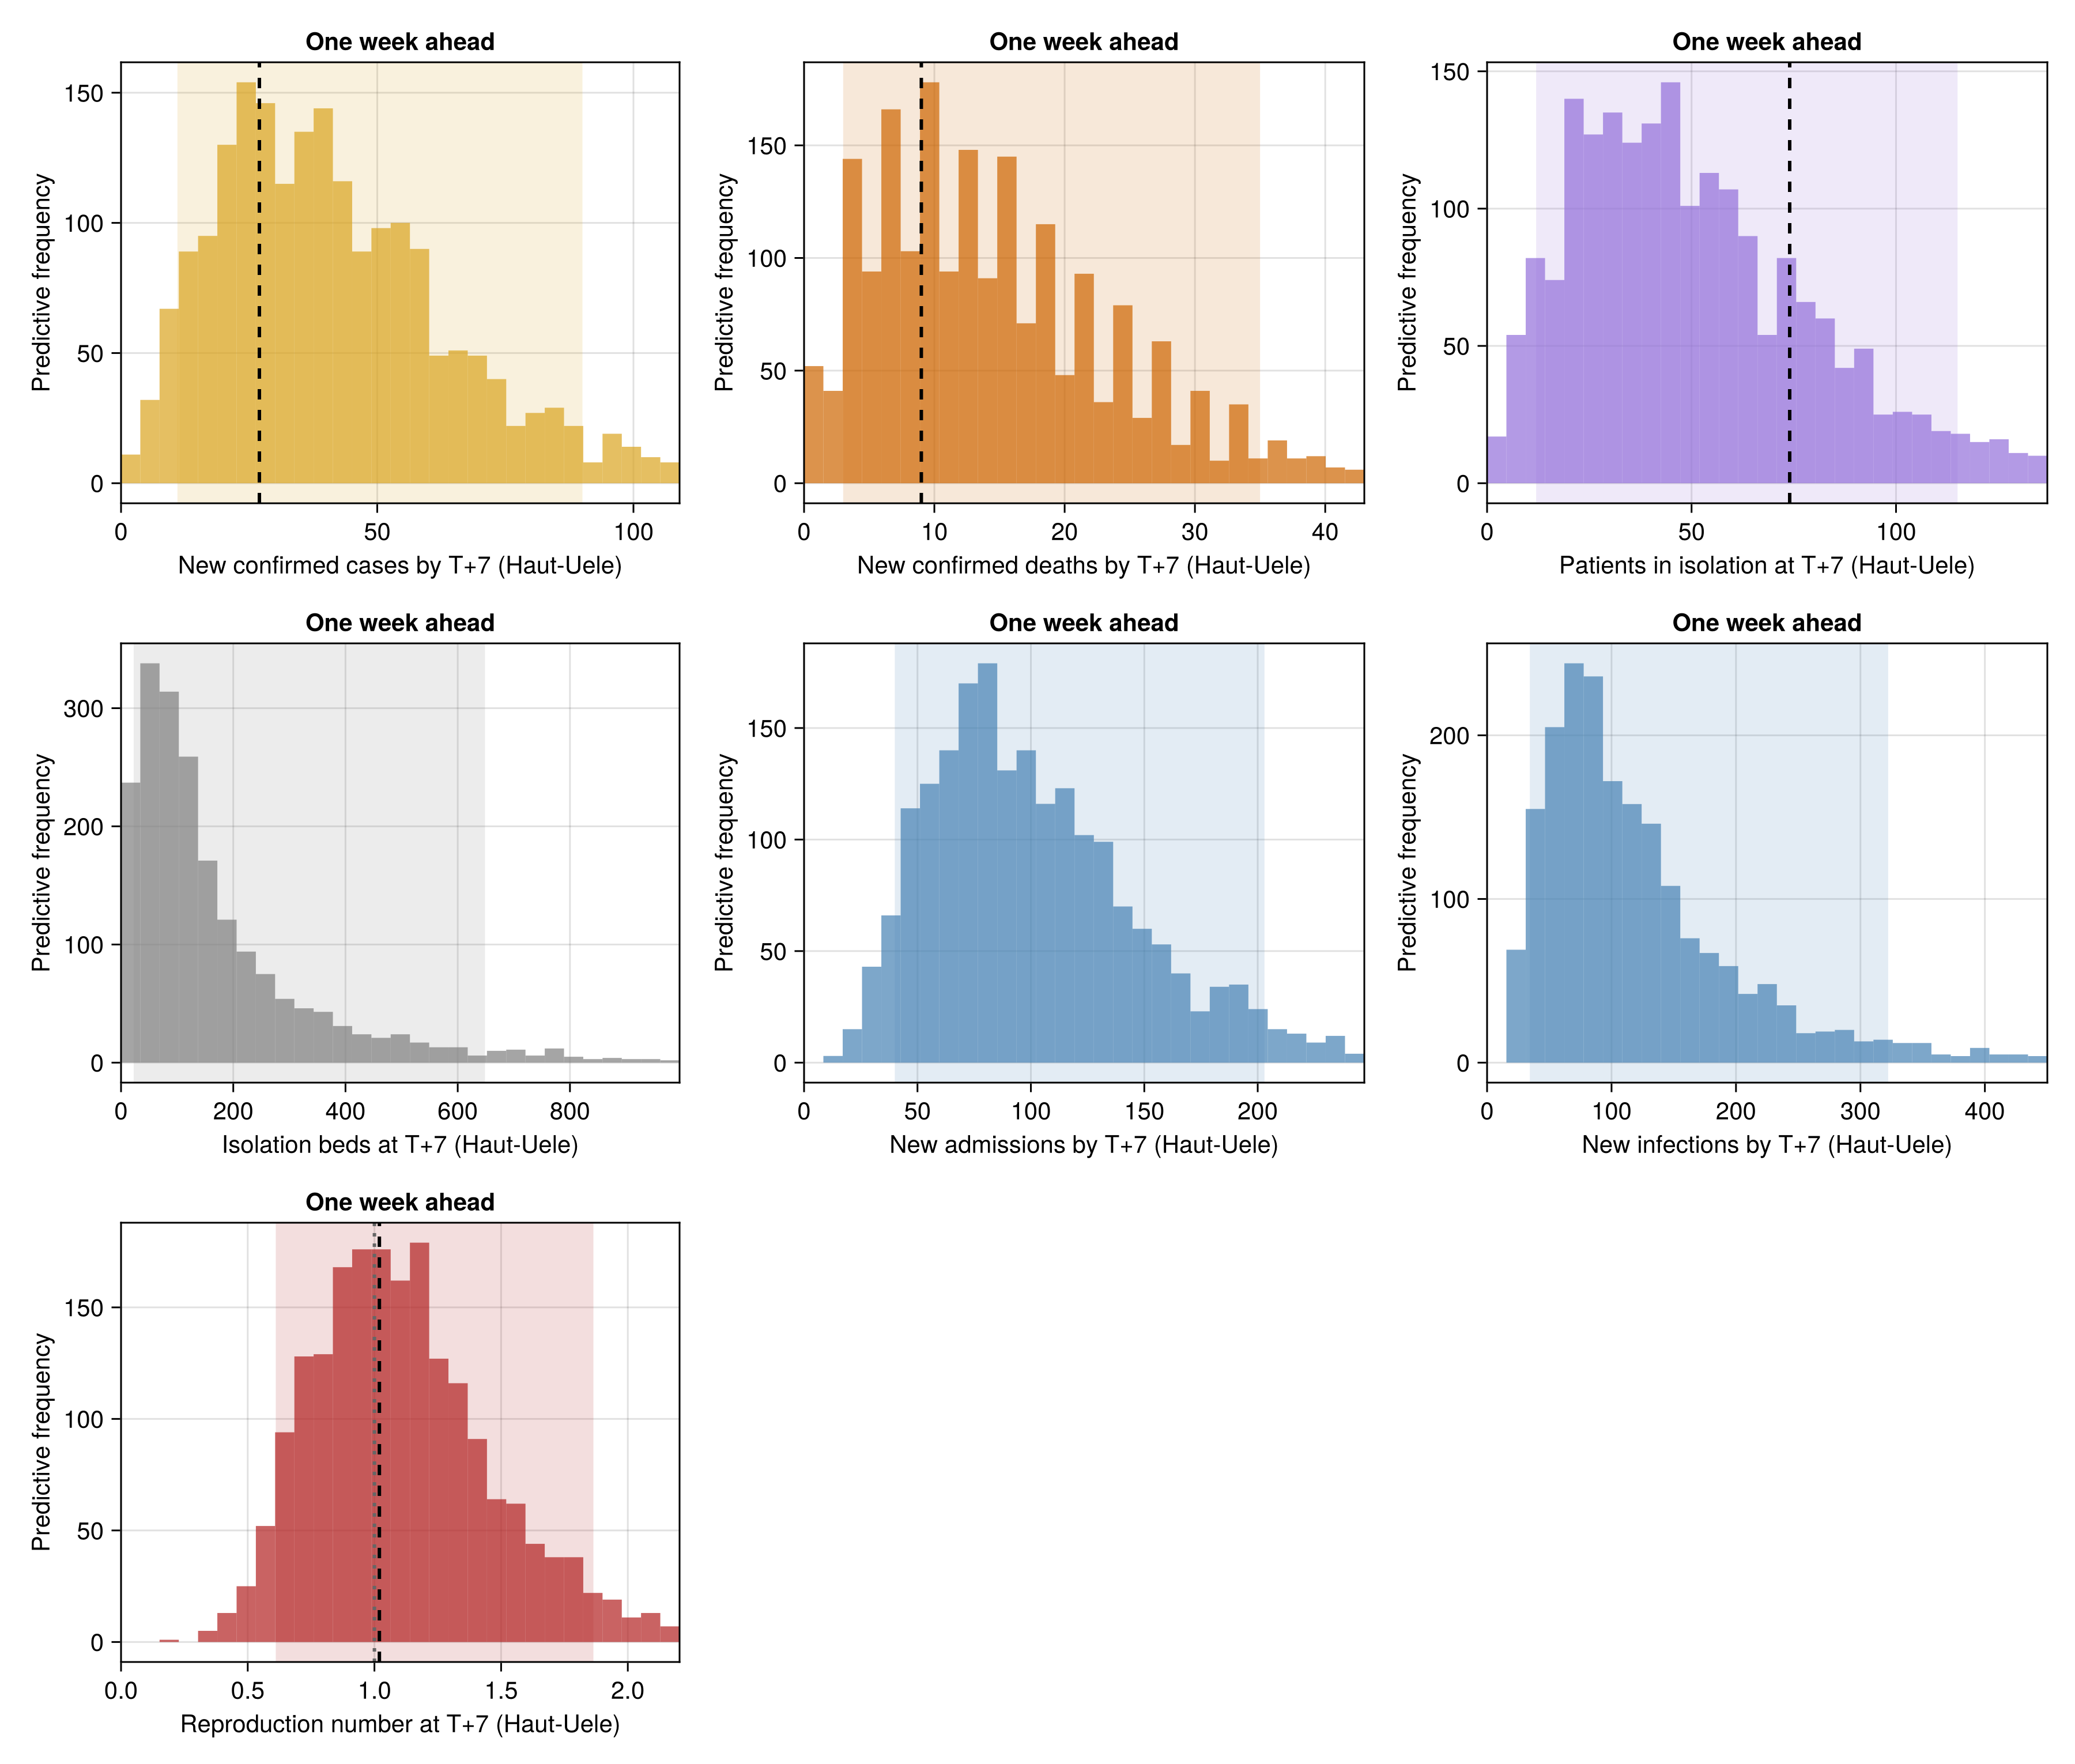 One week ahead
Predictive frequency
150
100
50
0
0
50
100
New confirmed cases by T+7 (Haut-Uele)
One week ahead
Predictive frequency
150
100
50
0
0
10
20
30
40
New confirmed deaths by T+7 (Haut-Uele)
One week ahead
Predictive frequency
150
100
50
0
0
50
100
Patients in isolation at T+7 (Haut-Uele)
One week ahead
Predictive frequency
300
200
100
0
0
200
400
600
800
Isolation beds at T+7 (Haut-Uele)
One week ahead
Predictive frequency
150
100
50
0
0
50
100
150
200
New admissions by T+7 (Haut-Uele)
One week ahead
Predictive frequency
200
100
0
0
100
200
300
400
New infections by T+7 (Haut-Uele)
One week ahead
Predictive frequency
150
100
50
0
0.0
0.5
1.0
1.5
2.0
Reproduction number at T+7 (Haut-Uele)